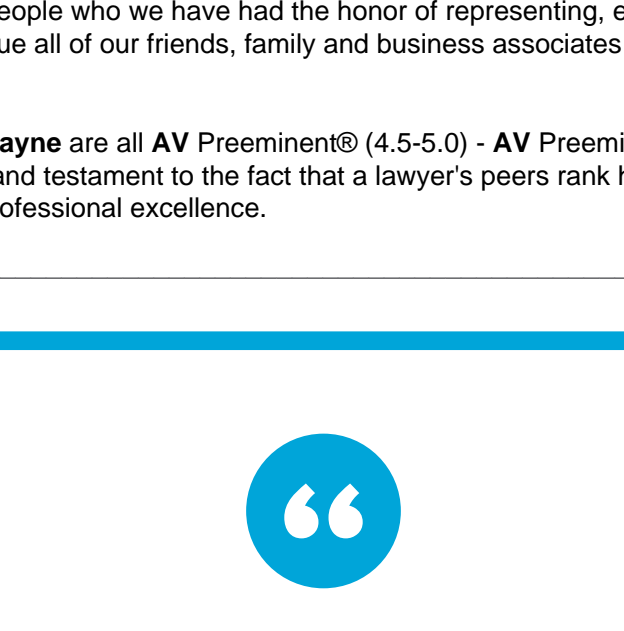 eople who we have had the honor of representing, e
ue all of our friends, family and business associates
ayne are all AV Preeminent® (4.5-5.0) - AV Preemi
and testament to the fact that a lawyer's peers rank h
ofessional excellence.
“